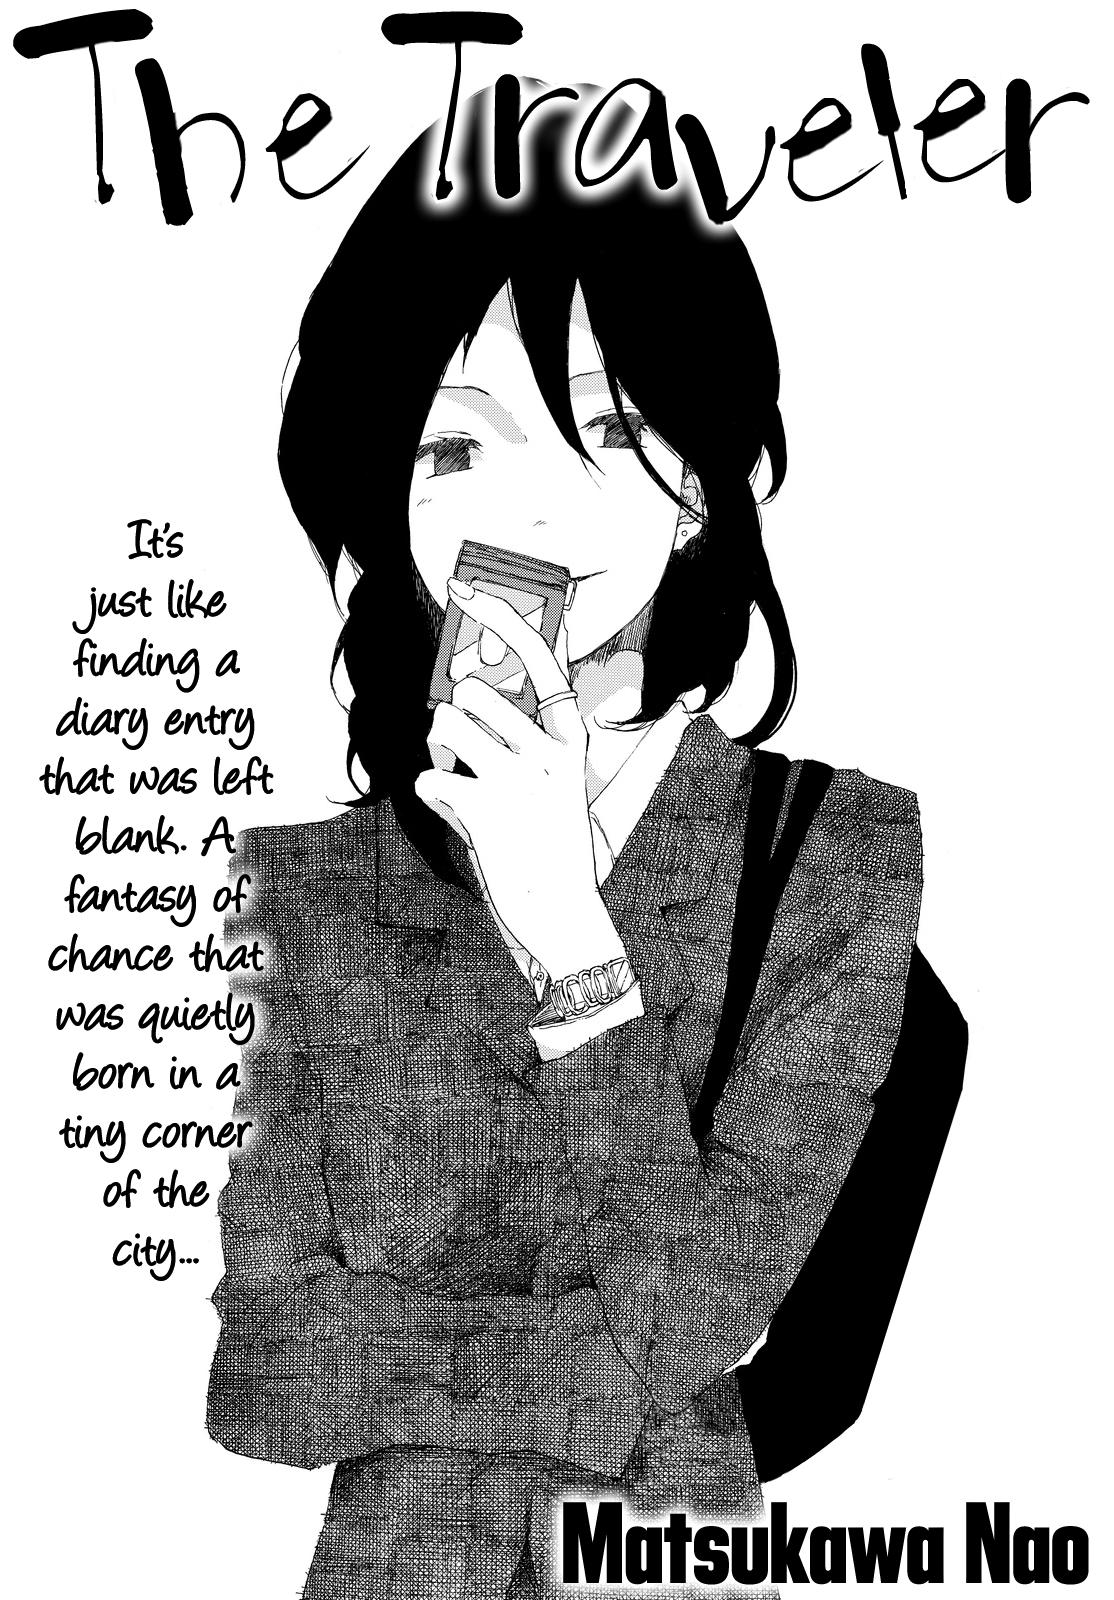 The Traveler
It's
just like
finding a
diary entry
that was left
blank. A
fantasy of
chance that
was quietly
born in a
tiny corner
of the
city...
Matsukawa Nao